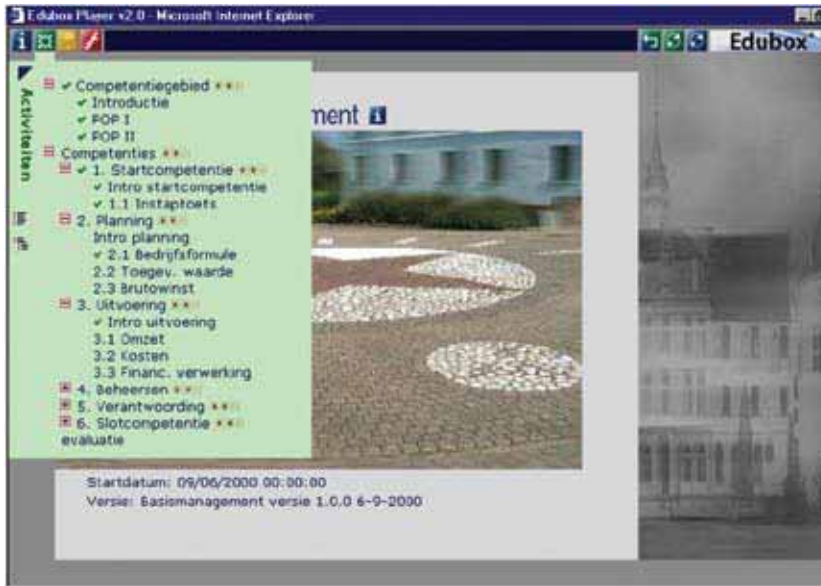 Edubox Player v2.0 - Microsoft Internet Explorer
Edubox
Activiteiten
Competentiegebied
Introductie
POP I
POP II
Competenties
1. Startcompetentie
Intro startcompetentie
1.1 Instaptoets
2. Planning
Intro planning
2.1 Bedrijfsformule
2.2 Toegev. waarde
2.3 Brutowinst
3. Uitvoering
Intro uitvoering
3.1 Omzet
3.2 Kosten
3.3 Financ. verwerking
4. Beheersen
5. Verantwoording
6. Slotcompetentie
evaluatie
ment
Startdatum: 09/06/2000 00:00:00
Versie: Basismanagement versie 1.0.0 6-9-2000